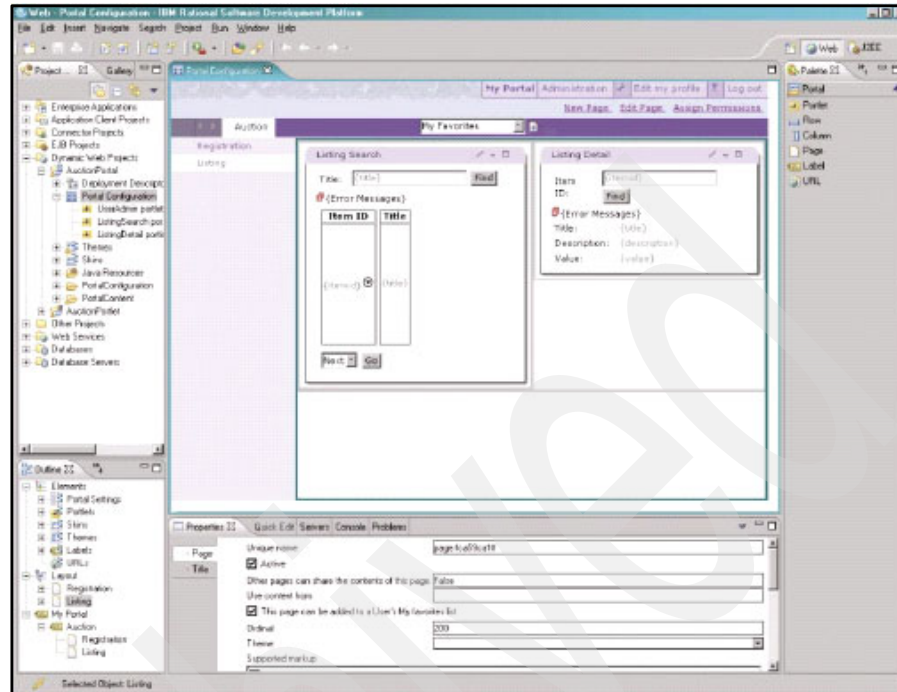 Web - Portal Configuration - IBM Rational Software Development Platform
File Edit Insert Navigate Search Project Run Window Help
Web J2EE
Project... Gallery
Enterprise Applications
Application Client Projects
Connector Projects
EJB Projects
Dynamic Web Projects
AuctionPortal
Deployment Descripto
Portal Configuration
UserAdmin portlet
ListingSearch por
ListingDetail portle
Themes
Skins
Java Resources
PortalConfiguration
PortalContent
AuctionPortlet
Other Projects
Web Services
Databases
Database Servers
Portal Configuration
My Portal Administration Edit my profile Log out
New Page Edit Page Assign Permissions
Auction
My Favorites
Registration
Listing
Listing Search
Title: {title} Find
{Error Messages}
Item ID Title
{itemid} {title}
Next Go
Listing Detail
Item ID: {itemid}
Find
{Error Messages}
Title: {title}
Description: {description}
Value: {value}
Palette
Portal
Portlet
Row
Column
Page
Label
URL
Outline
Elements
Portal Settings
Portlets
Skins
Themes
Labels
URLs
Layout
Registration
Listing
My Portal
Auction
Registration
Listing
Properties Quick Edit Servers Console Problems
Page
Title
Unique name:
Active
Other pages can share the contents of this page: False
Use content from:
This page can be added to a User's My favorites list
Ordinal 200
Theme
Supported markup
Selected Object: Listing